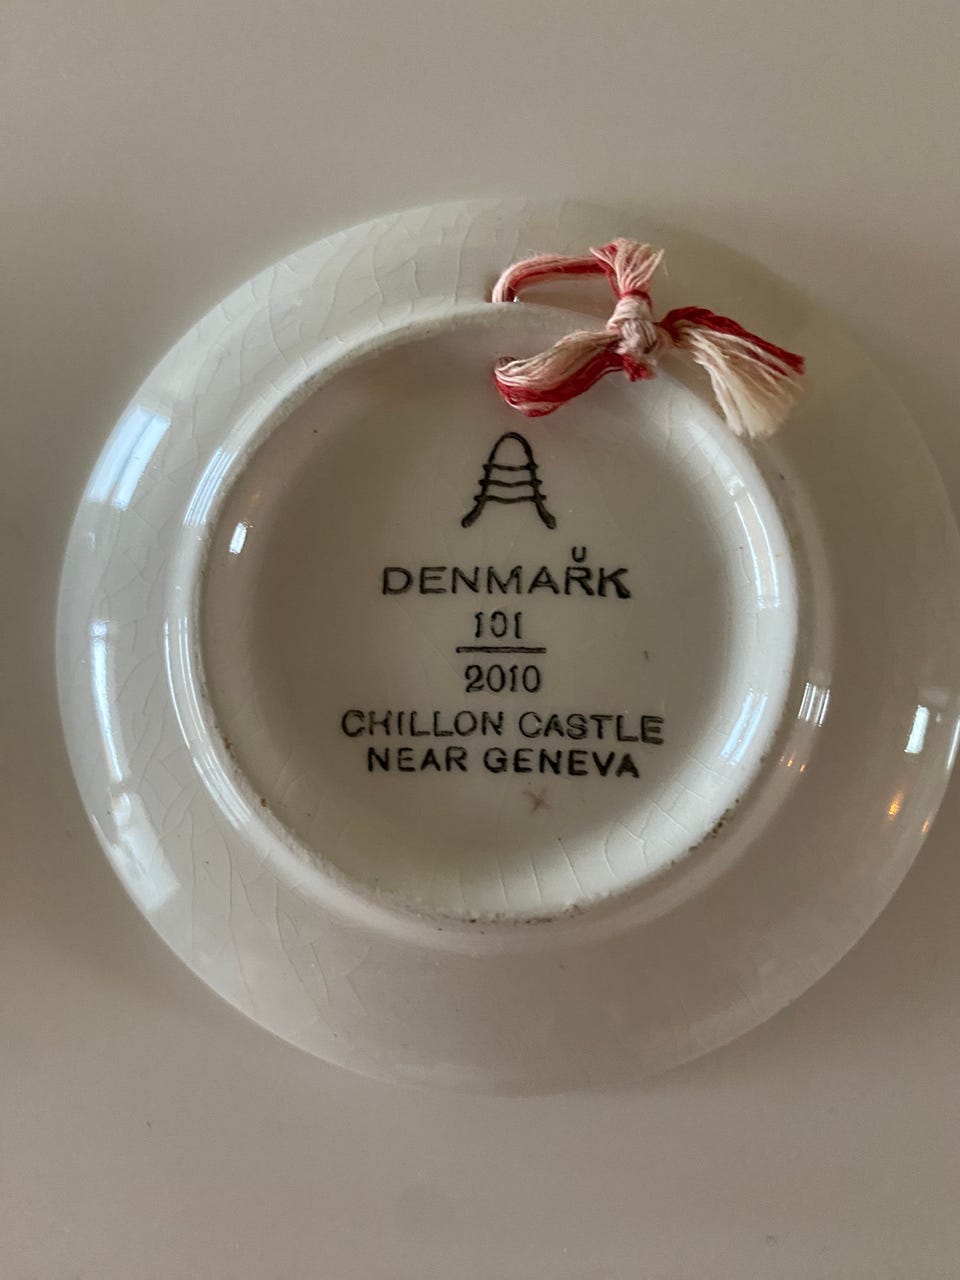 DENMARK
101
2010
CHILLON CASTLE
NEAR GENEVA